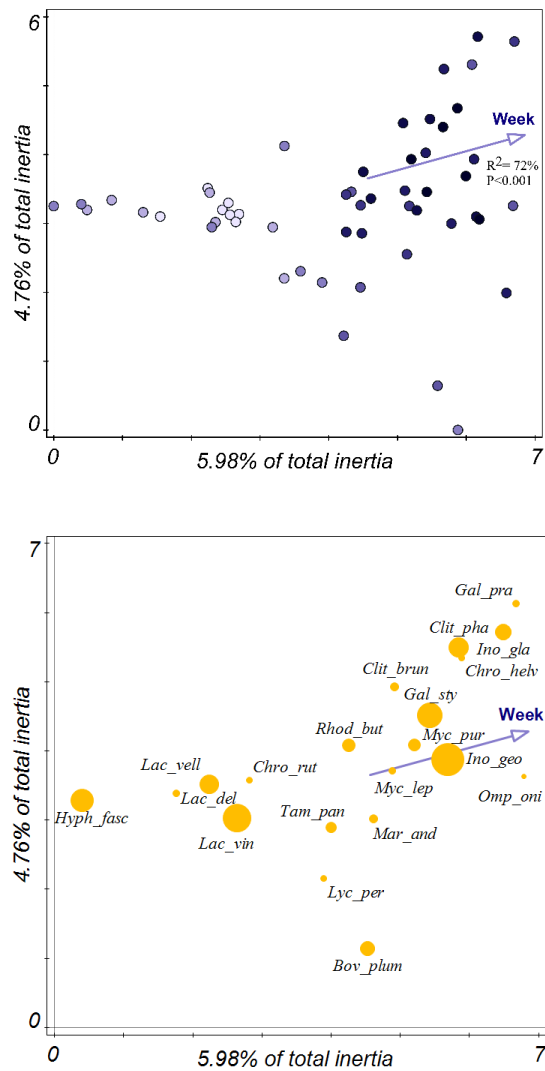 6
Week
R²= 72%
P<0.001
4.76% of total inertia
0
0
5.98% of total inertia
7
7
Gal_pra
Clit_pha
Ino_gla
Chro_helv
Clit_brun
Gal_sty
Week
Rhod_but
Myc_pur
Ino_geo
Lac_vell
Chro_rut
Myc_lep
Omp_oni
Lac_del
Hyph_fasc
Tam_pan
Mar_and
Lac_vin
4.76% of total inertia
Lyc_per
Bov_plum
0
0
5.98% of total inertia
7